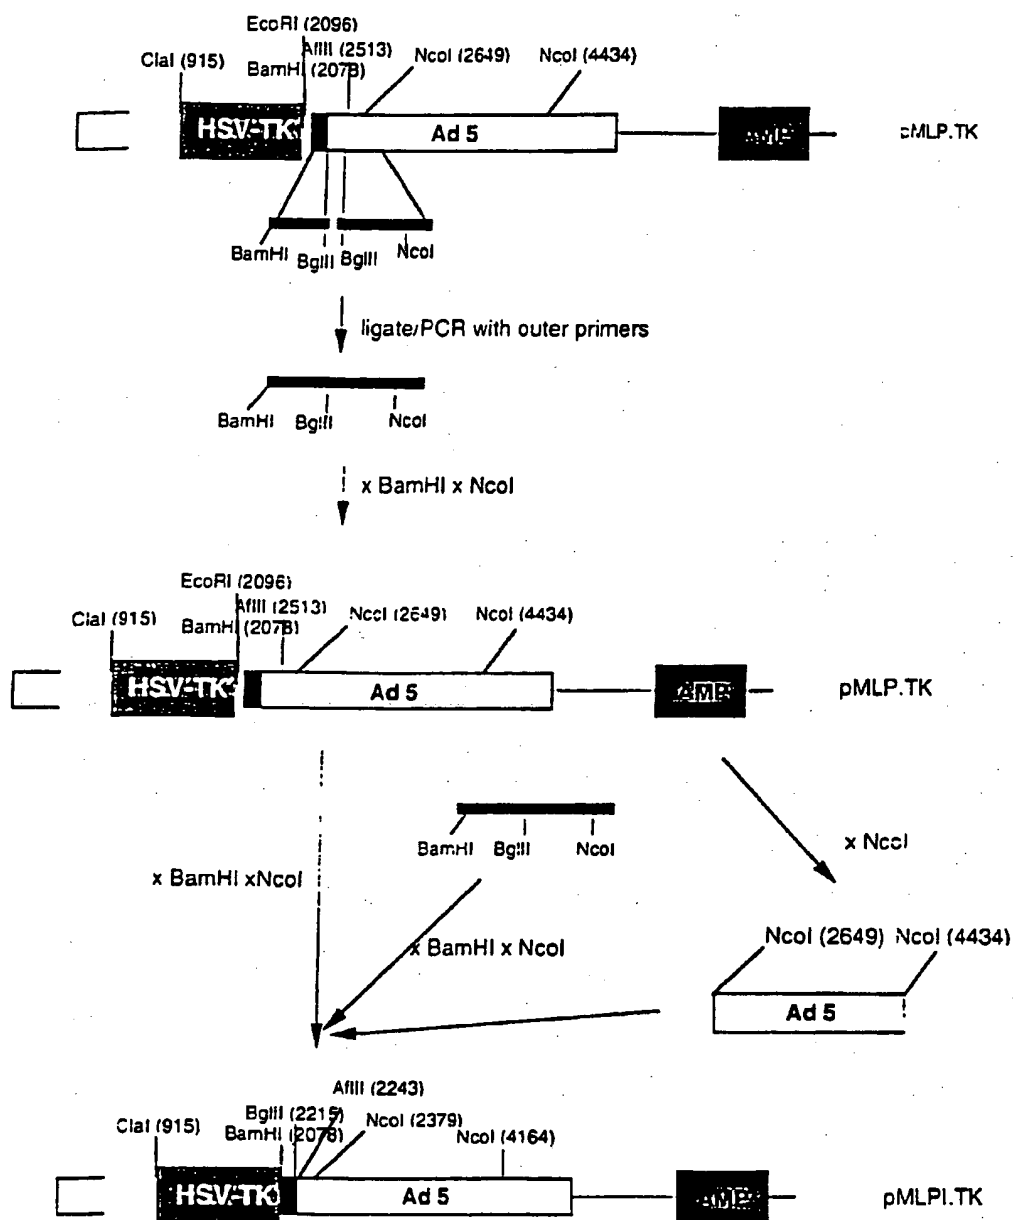 EcoRI (2096)
AflII (2513)
ClaI (915)
BamHI (2078)
NcoI (2649)
NcoI (4434)
HSV-TK
Ad 5
AMP
pMLP.TK
BamHI
BglII
BglII
NcoI
ligate/PCR with outer primers
BamHI
BglII
NcoI
x BamHI x NcoI
EcoRI (2096)
AflII (2513)
ClaI (915)
BamHI (2078)
NcoI (2649)
NcoI (4434)
HSV-TK
Ad 5
AMP
pMLP.TK
BamHI
BglII
NcoI
x NcoI
x BamHI xNcoI
x BamHI x NcoI
NcoI (2649) NcoI (4434)
Ad 5
AflII (2243)
BglII (2215)
ClaI (915)
BamHI (2078)
NcoI (2379)
NcoI (4164)
HSV-TK
Ad 5
AMP
pMLPI.TK